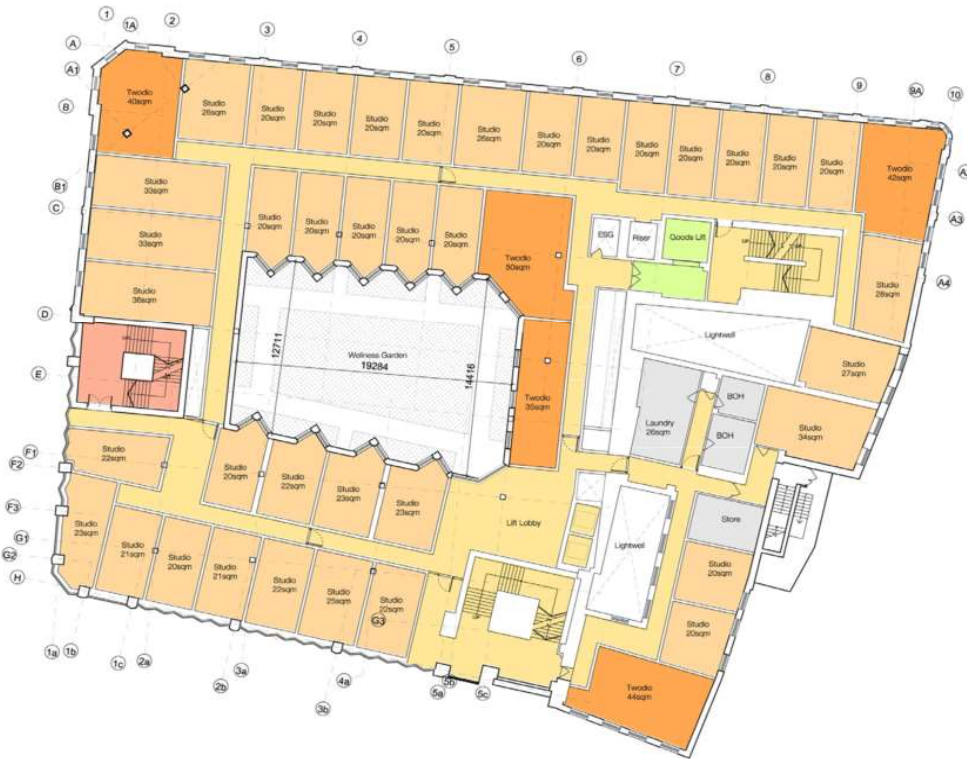 1
1A
2
3
4
5
6
7
8
9
9A
10
A
A1
B
B1
C
D
E
F1
F2
F3
G1
G2
H
A3
A4
Twodio
40sqm
Studio
26sqm
Studio
20sqm
Studio
20sqm
Studio
20sqm
Studio
20sqm
Studio
26sqm
Studio
20sqm
Studio
20sqm
Studio
20sqm
Studio
20sqm
Studio
20sqm
Studio
20sqm
Studio
20sqm
Twodio
42sqm
Studio
33sqm
Studio
33sqm
Studio
36sqm
Studio
20sqm
Studio
20sqm
Studio
20sqm
Studio
20sqm
Studio
20sqm
Twodio
50sqm
ESG
Riser
Goods Lift
Studio
28sqm
Wellness Garden
19284
12711
14416
Twodio
35sqm
Lightwell
Studio
27sqm
Laundry
26sqm
BOH
BOH
Studio
34sqm
Studio
22sqm
Studio
20sqm
Studio
22sqm
Studio
23sqm
Studio
23sqm
Lift Lobby
Lightwell
Store
Studio
23sqm
Studio
21sqm
Studio
20sqm
Studio
21sqm
Studio
22sqm
Studio
25sqm
Studio
22sqm
G3
Studio
20sqm
Studio
20sqm
Twodio
44sqm
1a
1b
1c
2a
2b
3a
3b
4a
5a
5b
5c